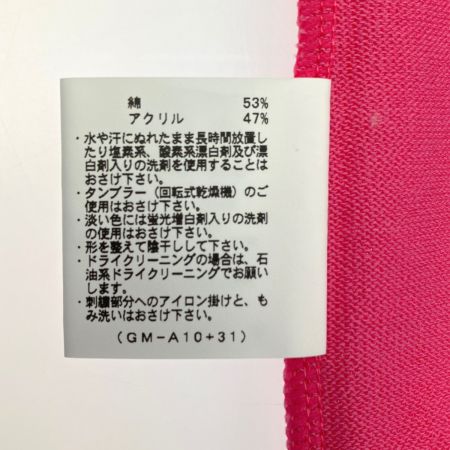 綿 53%
アクリル 47%
・水や汗にぬれたまま長時間放置し
たり塩素系、酸素系漂白剤及び漂
白剤入りの洗剤を使用することは
おさけ下さい。
・タンブラー（回転式乾燥機）のご
使用はおさけ下さい。
・淡い色には蛍光増白剤入りの洗剤
の使用はおさけ下さい。
・形を整えて陰干しして下さい。
・ドライクリーニングの場合は、石
油系ドライクリーニングでお願い
します。
・刺繍部分へのアイロン掛けと、も
み洗いはおさけ下さい。
(GM-A10+31)